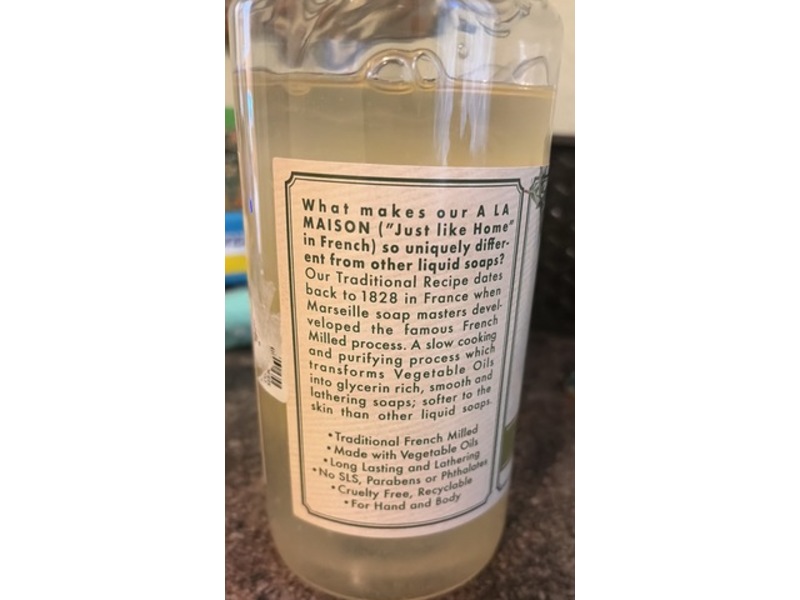 What makes our A LA
MAISON ("Just like Home"
in French) so uniquely differ-
ent from other liquid soaps?
Our Traditional Recipe dates
back to 1828 in France when
Marseille soap masters devel-
veloped the famous French
Milled process. A slow cooking
and purifying process which
transforms Vegetable Oils
into glycerin rich, smooth and
lathering soaps; softer to the
skin than other liquid soaps.
•Traditional French Milled
•Made with Vegetable Oils
•Long Lasting and Lathering
•No SLS, Parabens or Phthalates
•Cruelty Free, Recyclable
•For Hand and Body